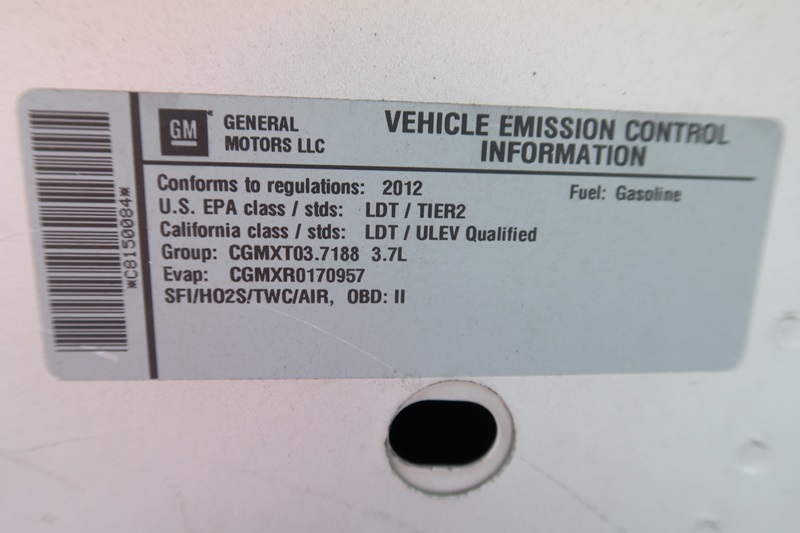 *C8150084*
GM
GENERAL
MOTORS LLC
VEHICLE EMISSION CONTROL
INFORMATION
Conforms to regulations: 2012
Fuel: Gasoline
U.S. EPA class / stds: LDT / TIER2
California class / stds: LDT / ULEV Qualified
Group: CGMXT03.7188 3.7L
Evap: CGMXR0170957
SFI/HO2S/TWC/AIR, OBD: II